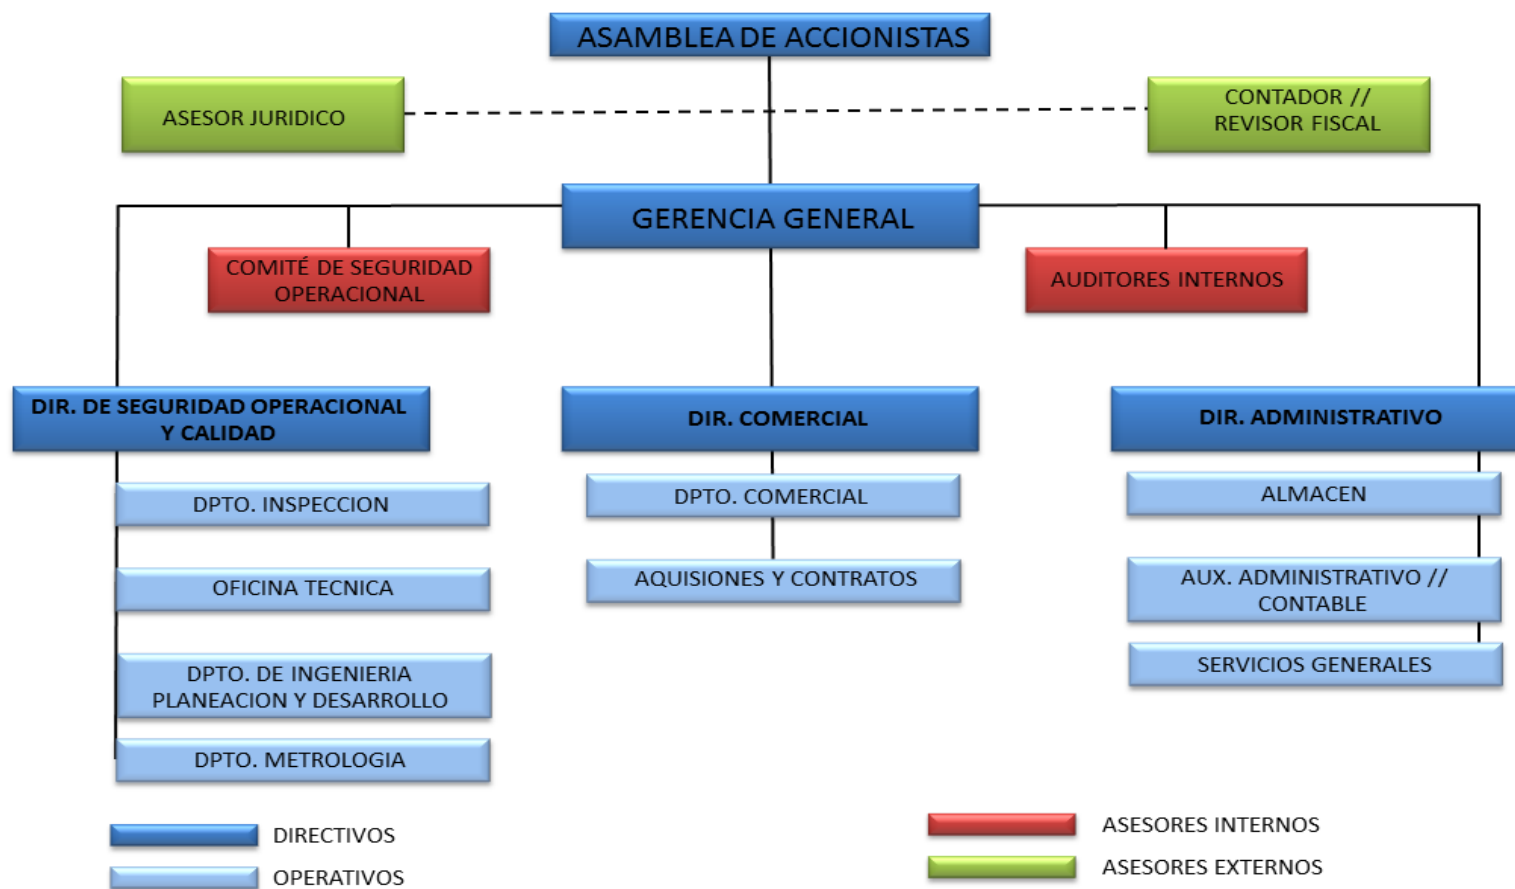 ASAMBLEA DE ACCIONISTAS
ASESOR JURIDICO
CONTADOR //
REVISOR FISCAL
GERENCIA GENERAL
COMITÉ DE SEGURIDAD
OPERACIONAL
AUDITORES INTERNOS
DIR. DE SEGURIDAD OPERACIONAL
Y CALIDAD
DIR. COMERCIAL
DIR. ADMINISTRATIVO
DPTO. INSPECCION
DPTO. COMERCIAL
ALMACEN
OFICINA TECNICA
AQUISIONES Y CONTRATOS
AUX. ADMINISTRATIVO //
CONTABLE
DPTO. DE INGENIERIA
PLANEACION Y DESARROLLO
SERVICIOS GENERALES
DPTO. METROLOGIA
DIRECTIVOS
OPERATIVOS
ASESORES INTERNOS
ASESORES EXTERNOS